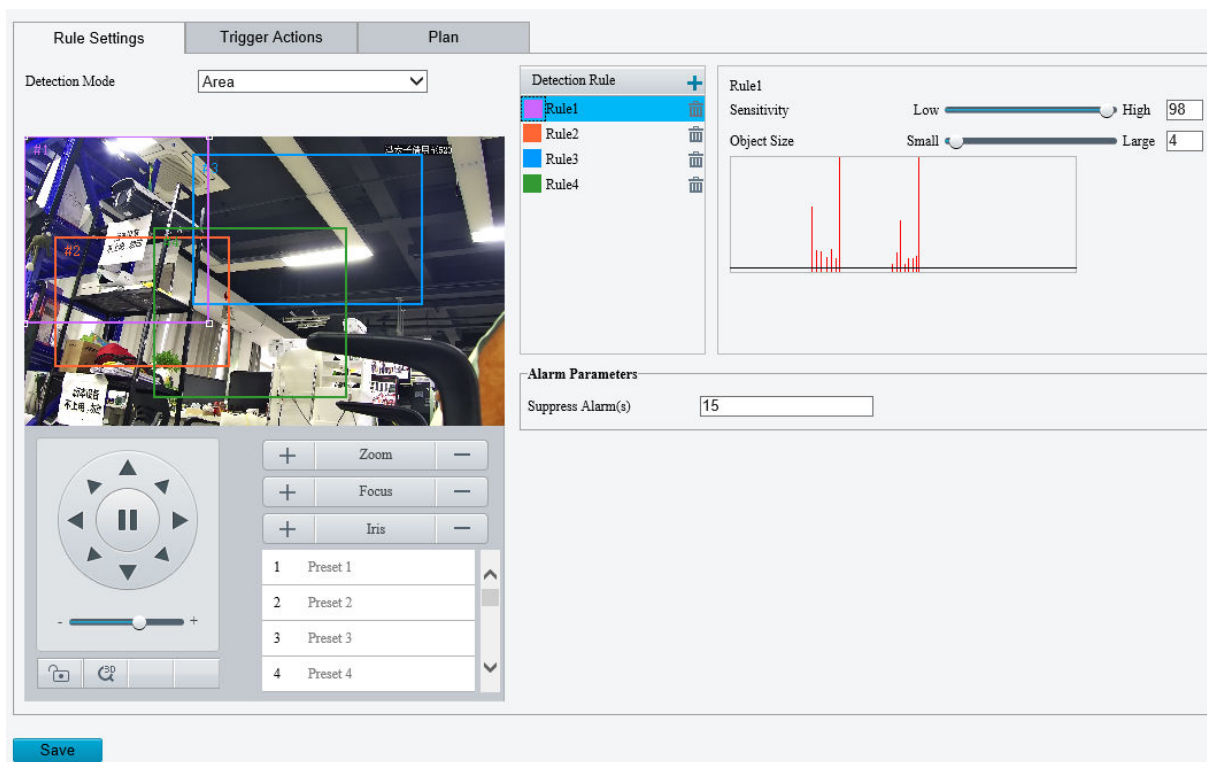 Rule Settings
Trigger Actions
Plan
Detection Mode
Area
#1
#3
#2
Detection Rule
Rule1
Rule2
Rule3
Rule4
Rule1
Sensitivity
Low
High
98
Object Size
Small
Large
4
Alarm Parameters
Suppress Alarm(s)
15
Zoom
Focus
Iris
1 Preset 1
2 Preset 2
3 Preset 3
4 Preset 4
- +
3D
Save